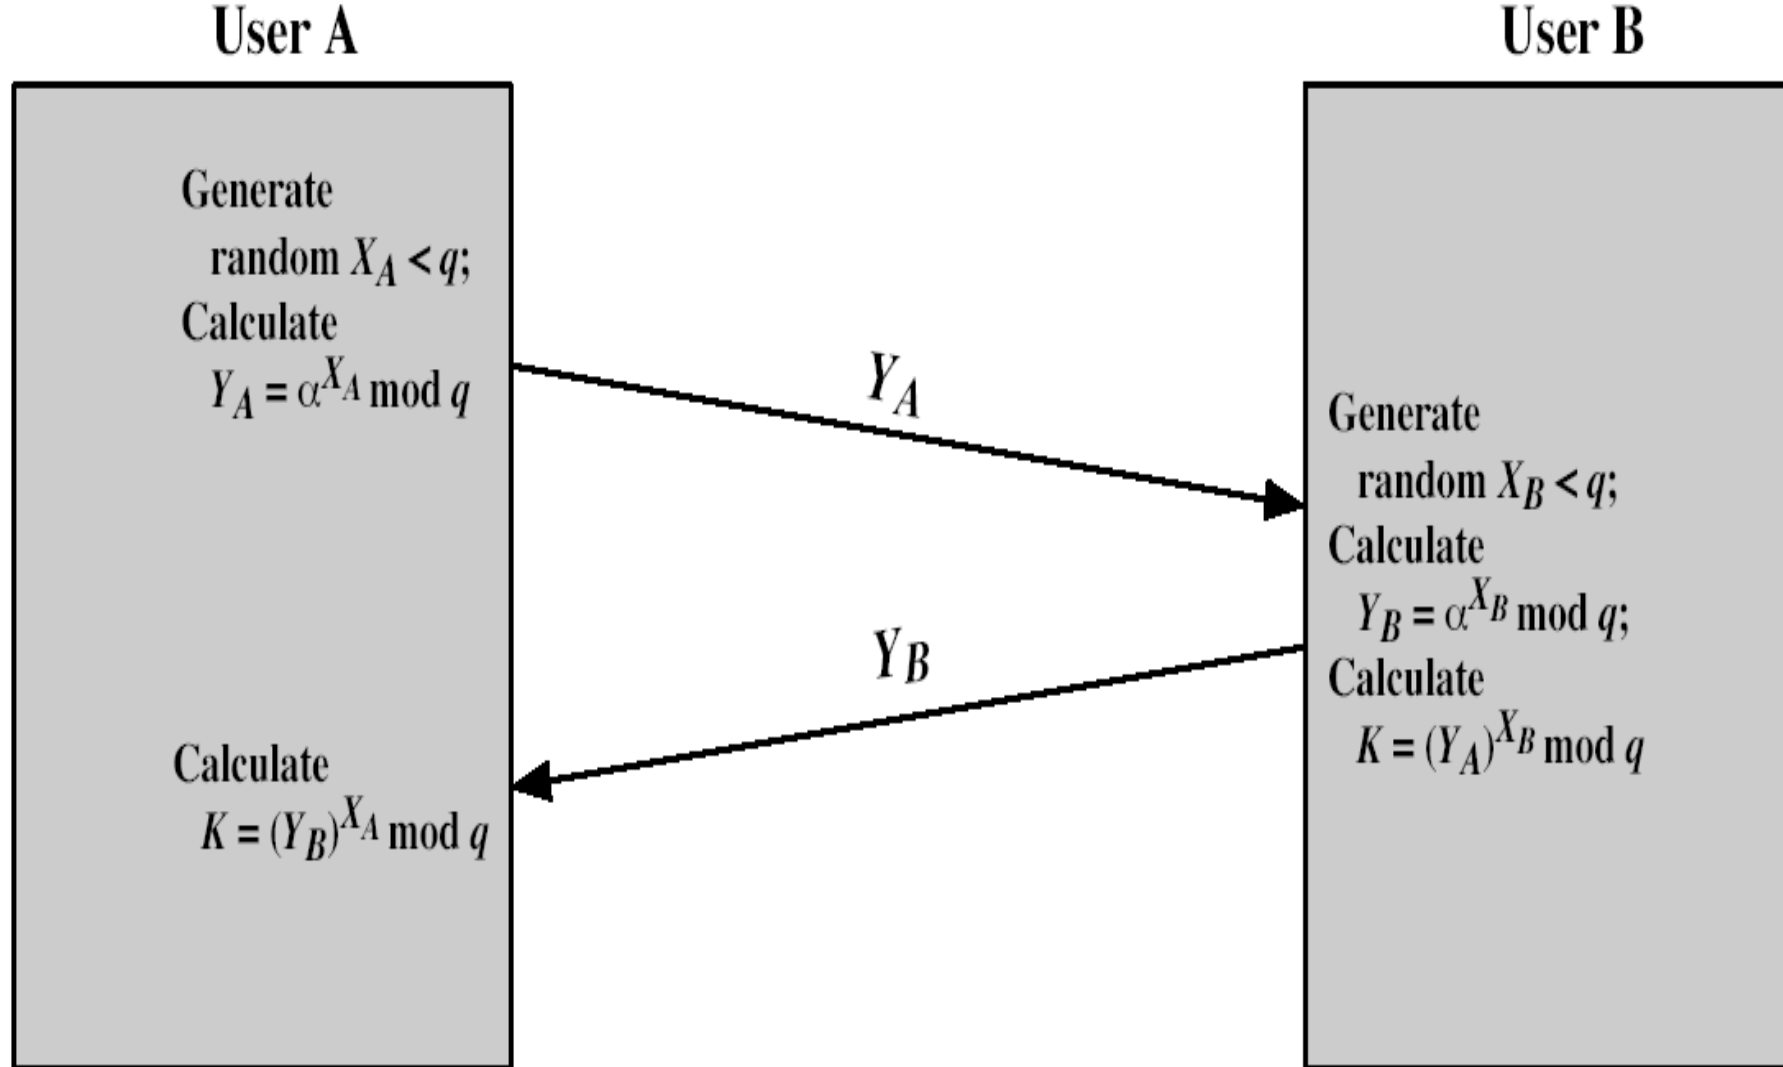 User A
User B
Generate
random X_A < q;
Calculate
Y_A = α^{X_A} mod q
Y_A
Generate
random X_B < q;
Calculate
Y_B = α^{X_B} mod q;
Calculate
K = (Y_A)^{X_B} mod q
Y_B
Calculate
K = (Y_B)^{X_A} mod q